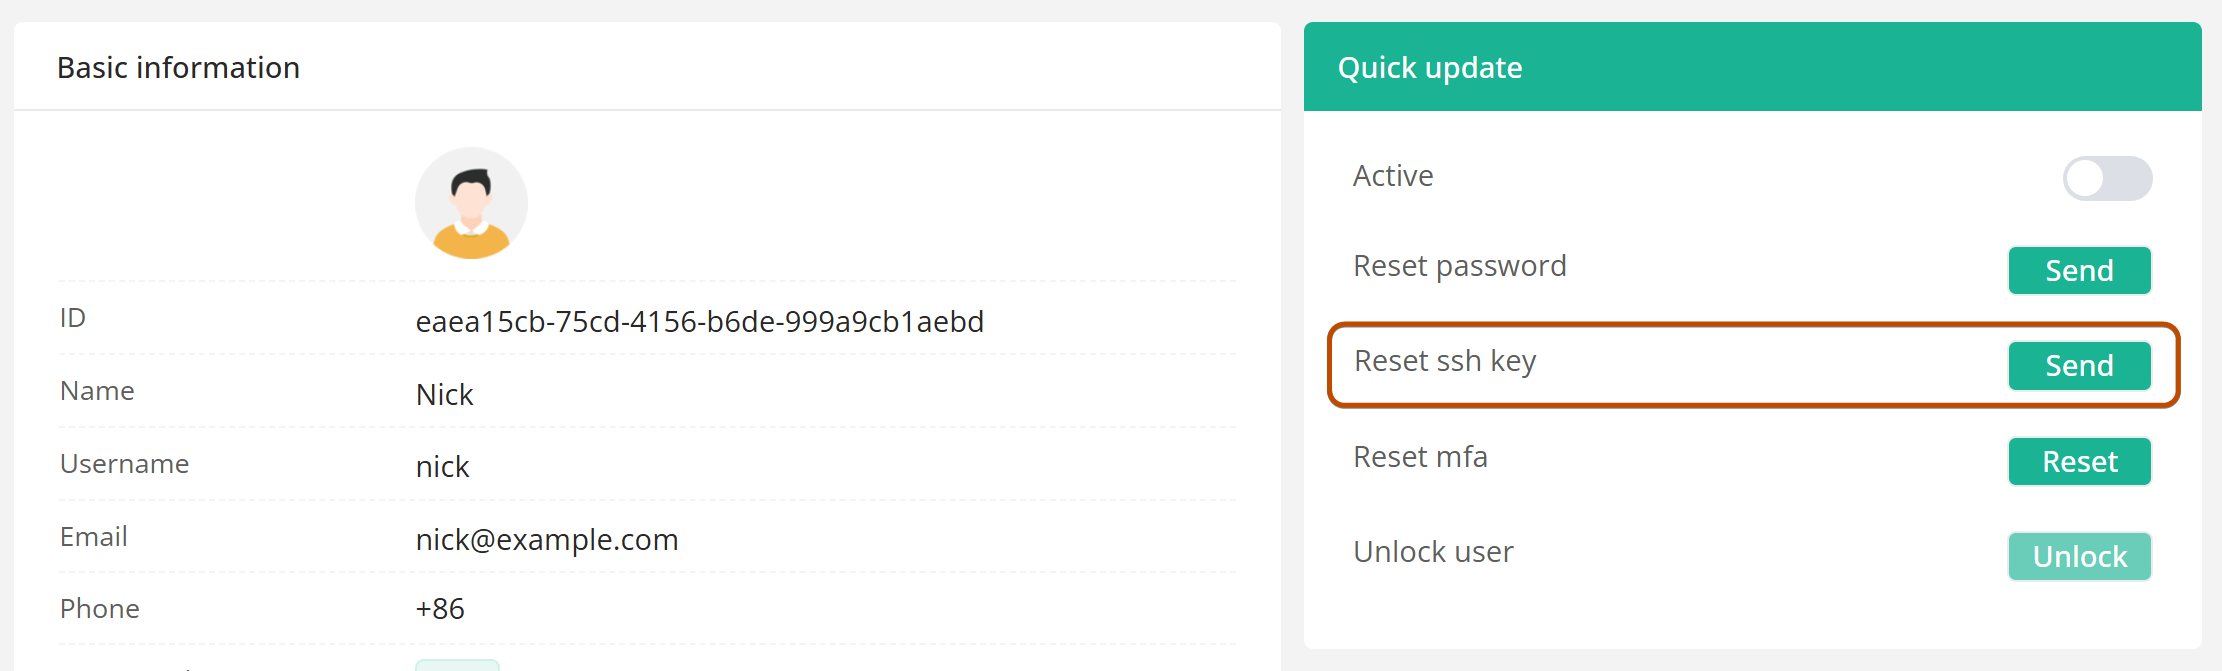 Basic information
ID eaea15cb-75cd-4156-b6de-999a9cb1aebd
Name Nick
Username nick
Email nick@example.com
Phone +86
Quick update
Active
Reset password Send
Reset ssh key Send
Reset mfa Reset
Unlock user Unlock